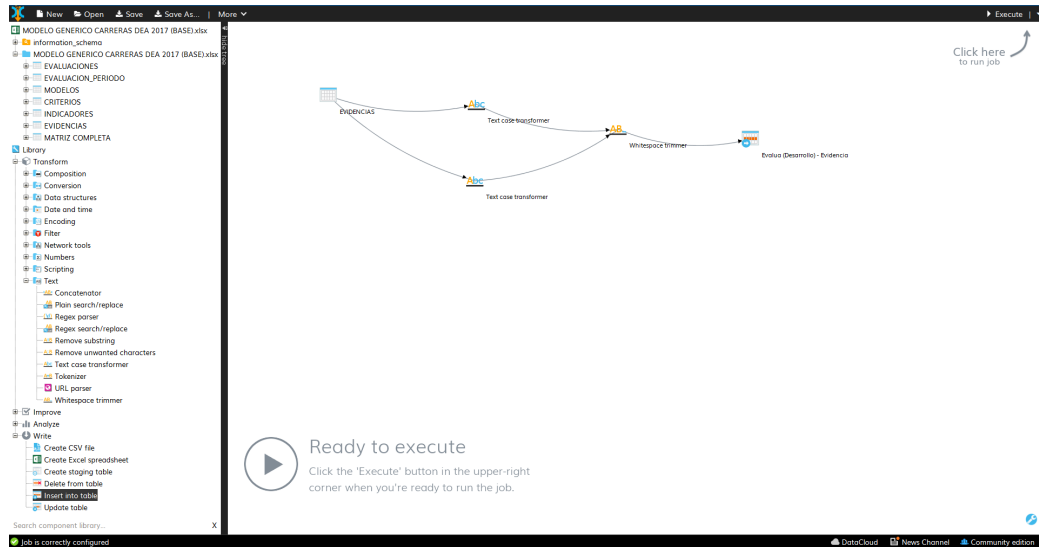 New Open Save Save As... | More Execute |
MODELO GENERICO CARRERAS DEA 2017 (BASE).xlsx
information_schema
MODELO GENERICO CARRERAS DEA 2017 (BASE).xlsx
EVALUACIONES
EVALUACION_PERIODO
MODELOS
CRITERIOS
INDICADORES
EVIDENCIAS
MATRIZ COMPLETA
Library
Transform
Composition
Conversion
Data structures
Date and time
Encoding
Filter
Network tools
Numbers
Scripting
Text
Concatenator
Plain search/replace
Regex parser
Regex search/replace
Remove substring
Remove unwanted characters
Text case transformer
Tokenizer
URL parser
Whitespace trimmer
Improve
Analyze
Write
Create CSV file
Create Excel spreadsheet
Create staging table
Delete from table
Insert into table
Update table
Search component library... X
hide tree
Click here
to run job
EVIDENCIAS
Abc
Text case transformer
AB
Whitespace trimmer
Evalua (Desarrollo) - Evidencia
Abc
Text case transformer
Ready to execute
Click the 'Execute' button in the upper-right
corner when you're ready to run the job.
Job is correctly configured DataCloud News Channel Community edition